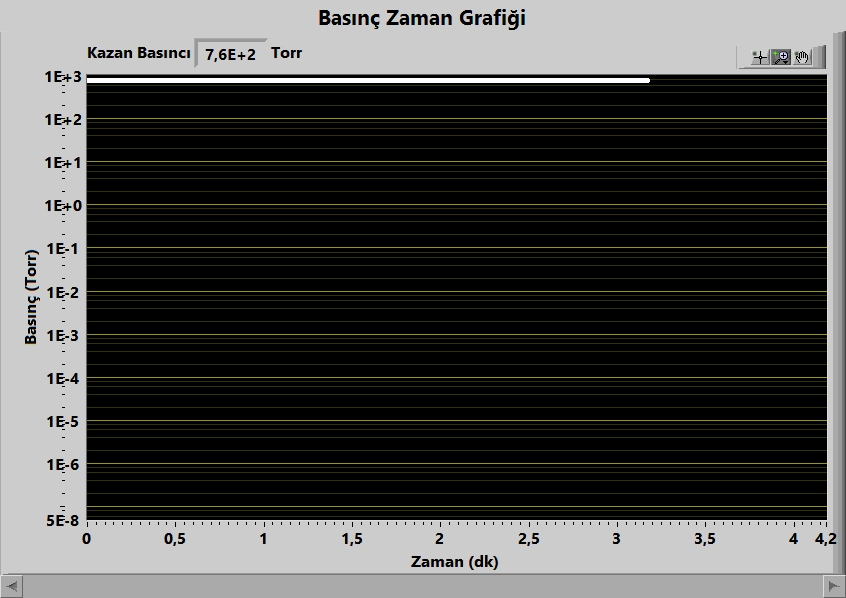 Basınç Zaman Grafiği
Kazan Basıncı 7,6E+2 Torr
1E+3
1E+2
1E+1
1E+0
1E-1
1E-2
1E-3
1E-4
1E-5
1E-6
5E-8
Basınç (Torr)
0 0,5 1 1,5 2 2,5 3 3,5 4 4,2
Zaman (dk)